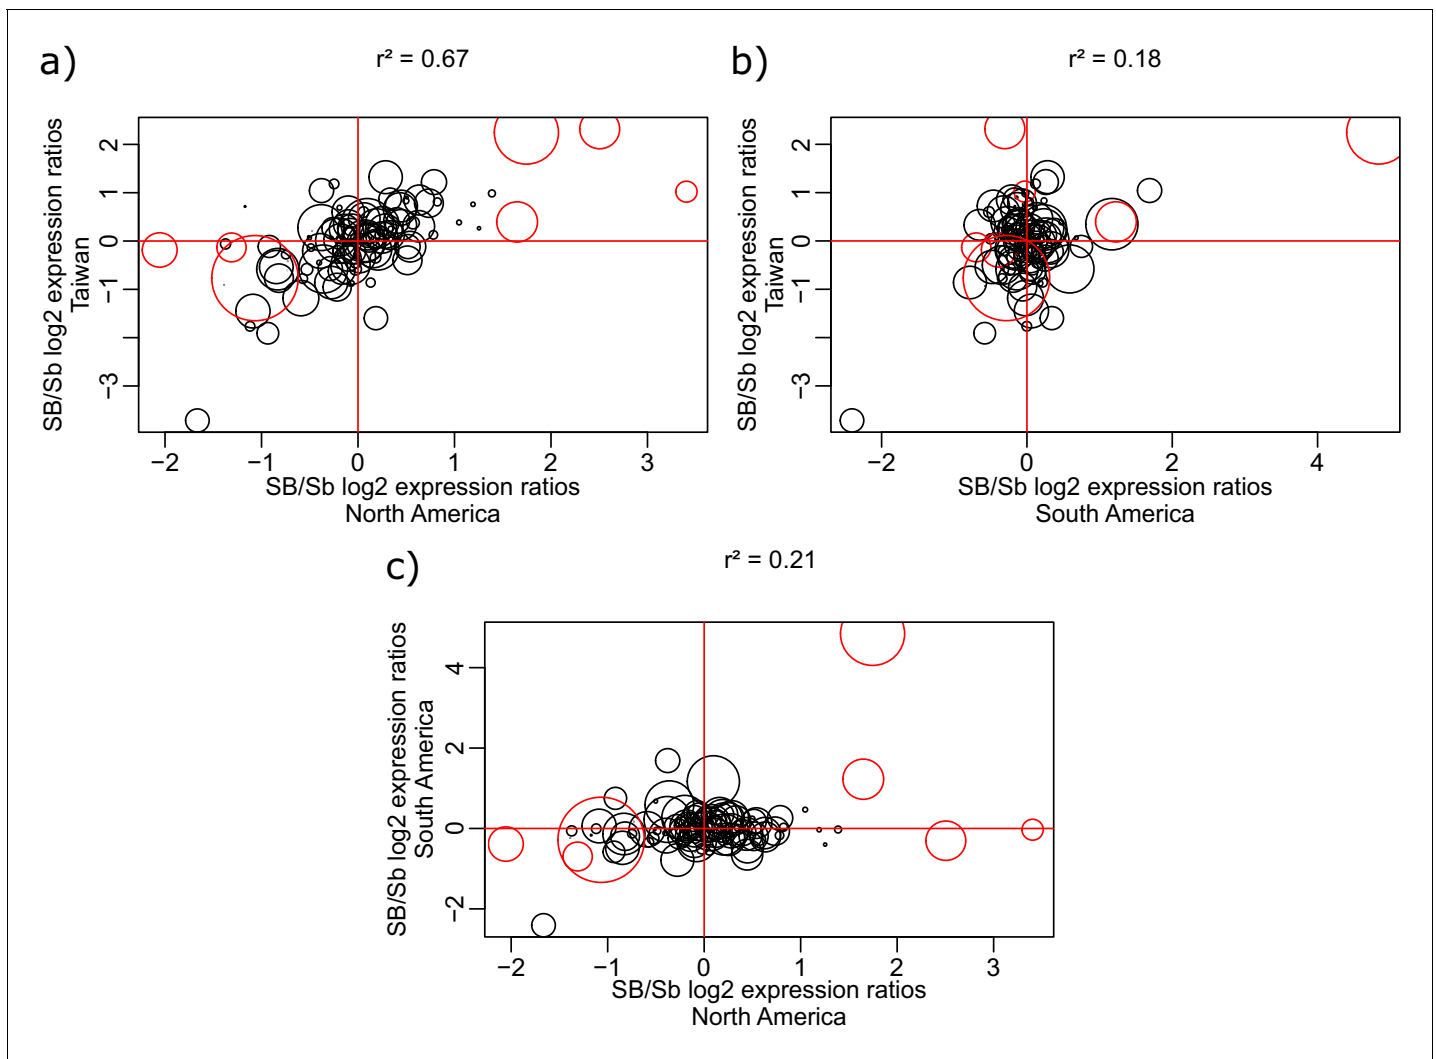 a)
r² = 0.67
SB/Sb log2 expression ratios
Taiwan
2
1
0
−1
−3
−2
−1
0
1
2
3
SB/Sb log2 expression ratios
North America
b)
r² = 0.18
SB/Sb log2 expression ratios
Taiwan
2
1
0
−1
−3
−2
0
2
4
SB/Sb log2 expression ratios
South America
c)
r² = 0.21
SB/Sb log2 expression ratios
South America
4
2
0
−2
−2
−1
0
1
2
3
SB/Sb log2 expression ratios
North America